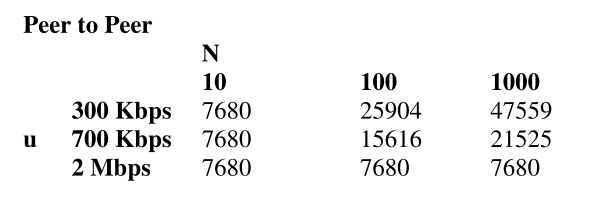 Peer to Peer
N
10 100 1000
300 Kbps 7680 25904 47559
u 700 Kbps 7680 15616 21525
2 Mbps 7680 7680 7680